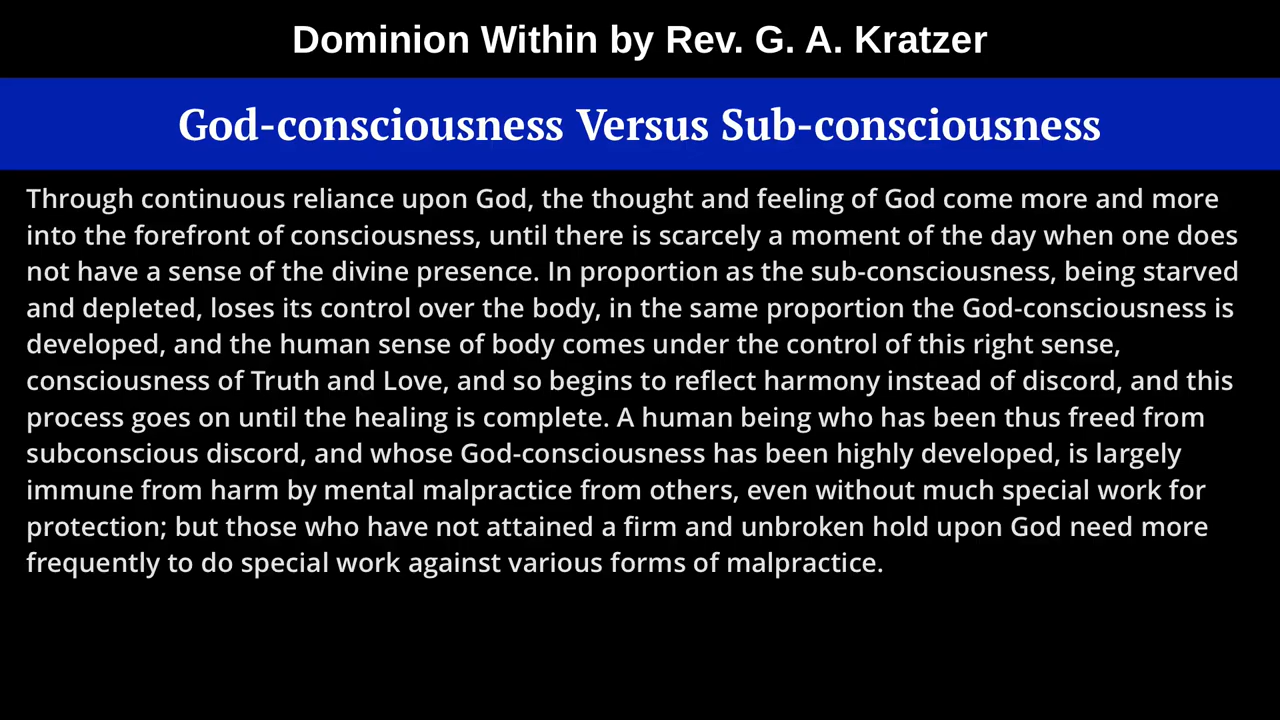 Dominion Within by Rev. G. A. Kratzer
God-consciousness Versus Sub-consciousness
Through continuous reliance upon God, the thought and feeling of God come more and more
into the forefront of consciousness, until there is scarcely a moment of the day when one does
not have a sense of the divine presence. In proportion as the sub-consciousness, being starved
and depleted, loses its control over the body, in the same proportion the God-consciousness is
developed, and the human sense of body comes under the control of this right sense,
consciousness of Truth and Love, and so begins to reflect harmony instead of discord, and this
process goes on until the healing is complete. A human being who has been thus freed from
subconscious discord, and whose God-consciousness has been highly developed, is largely
immune from harm by mental malpractice from others, even without much special work for
protection; but those who have not attained a firm and unbroken hold upon God need more
frequently to do special work against various forms of malpractice.